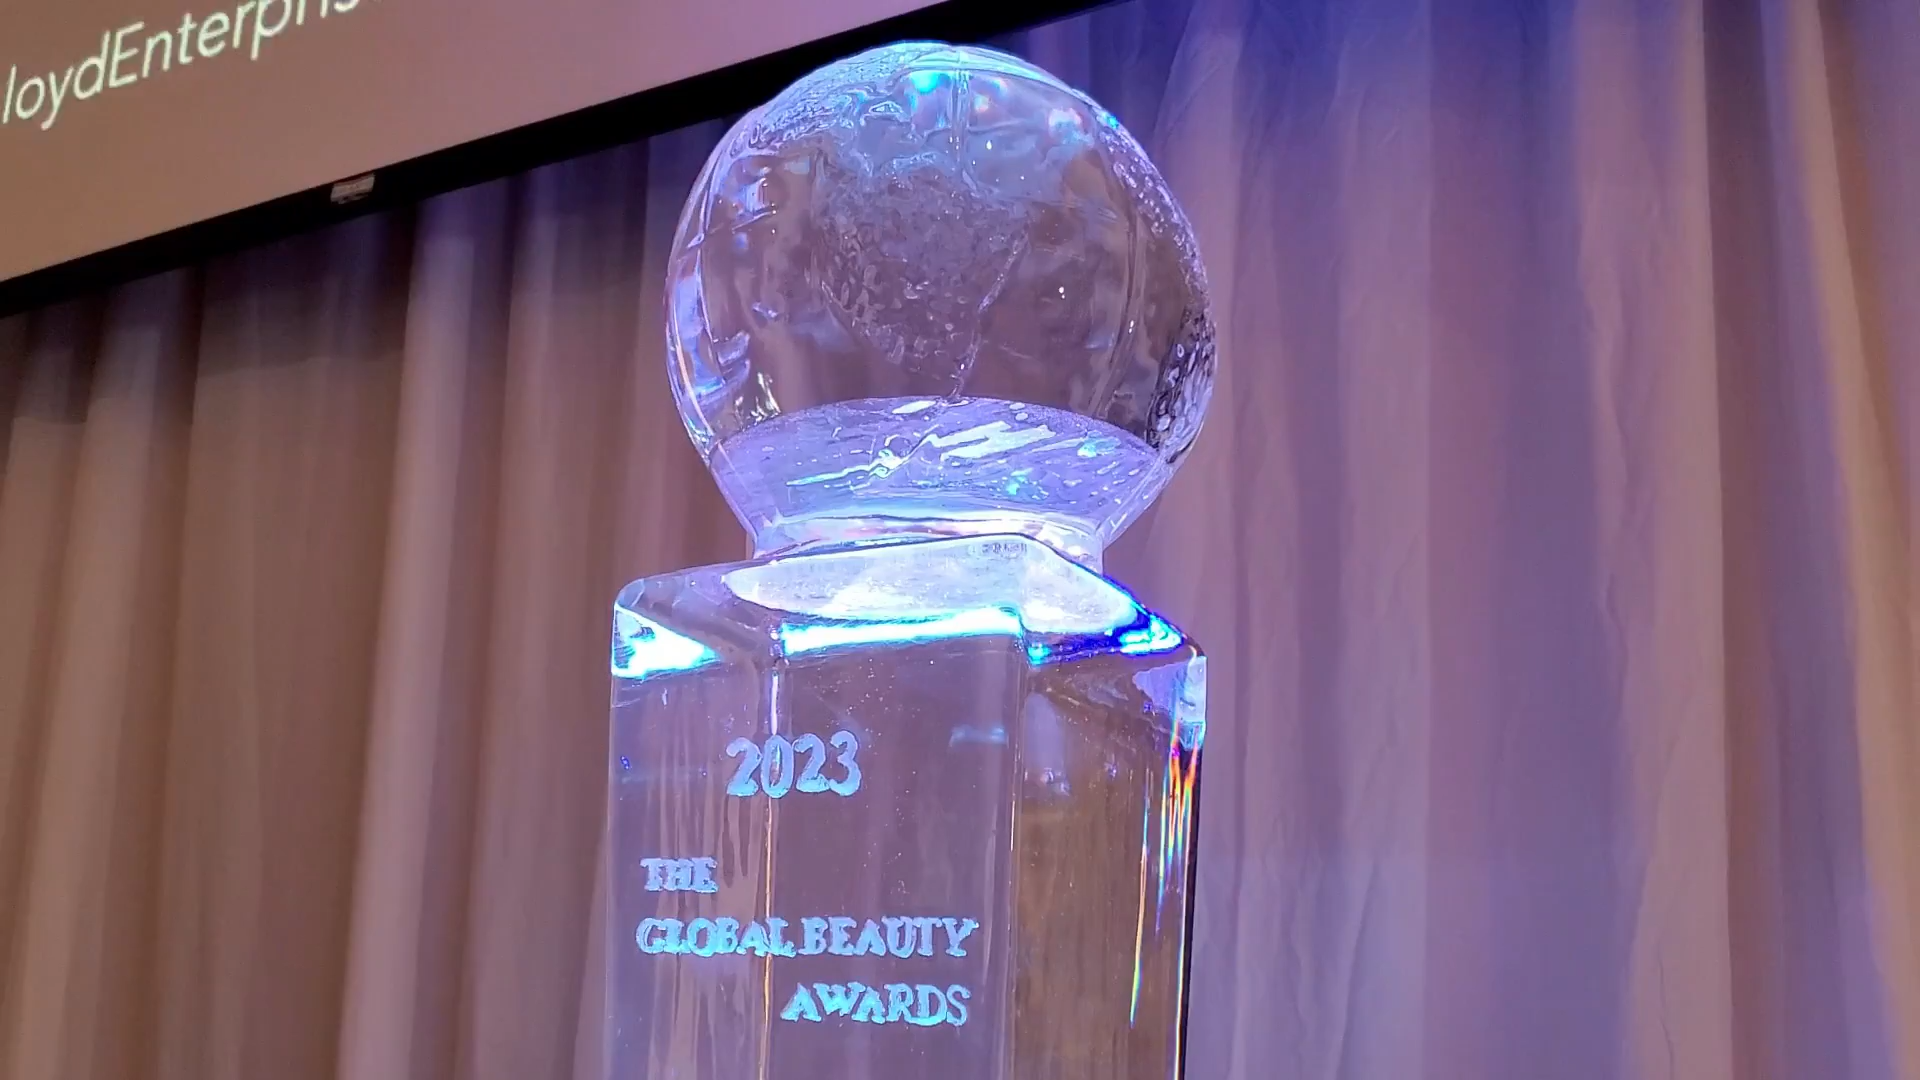 loydEnterpris
2023
THE
GLOBAL BEAUTY
AWARDS